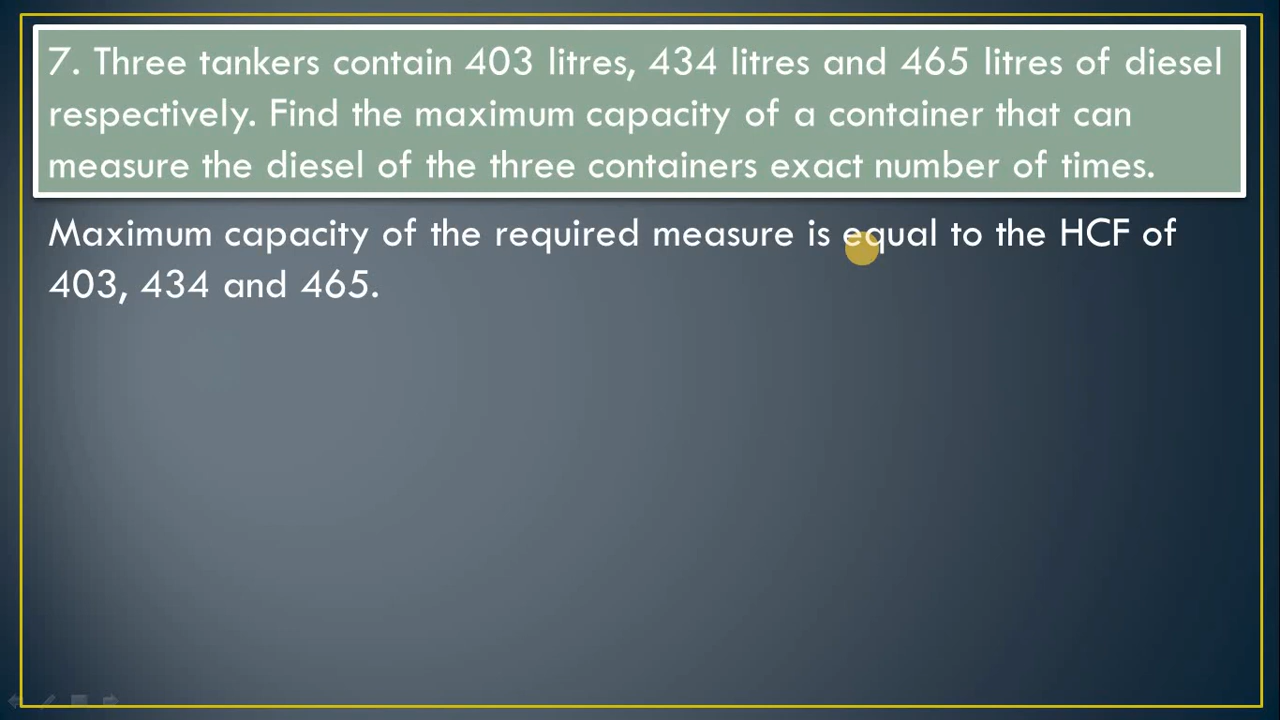 7. Three tankers contain 403 litres, 434 litres and 465 litres of diesel
respectively. Find the maximum capacity of a container that can
measure the diesel of the three containers exact number of times.
Maximum capacity of the required measure is equal to the HCF of
403, 434 and 465.